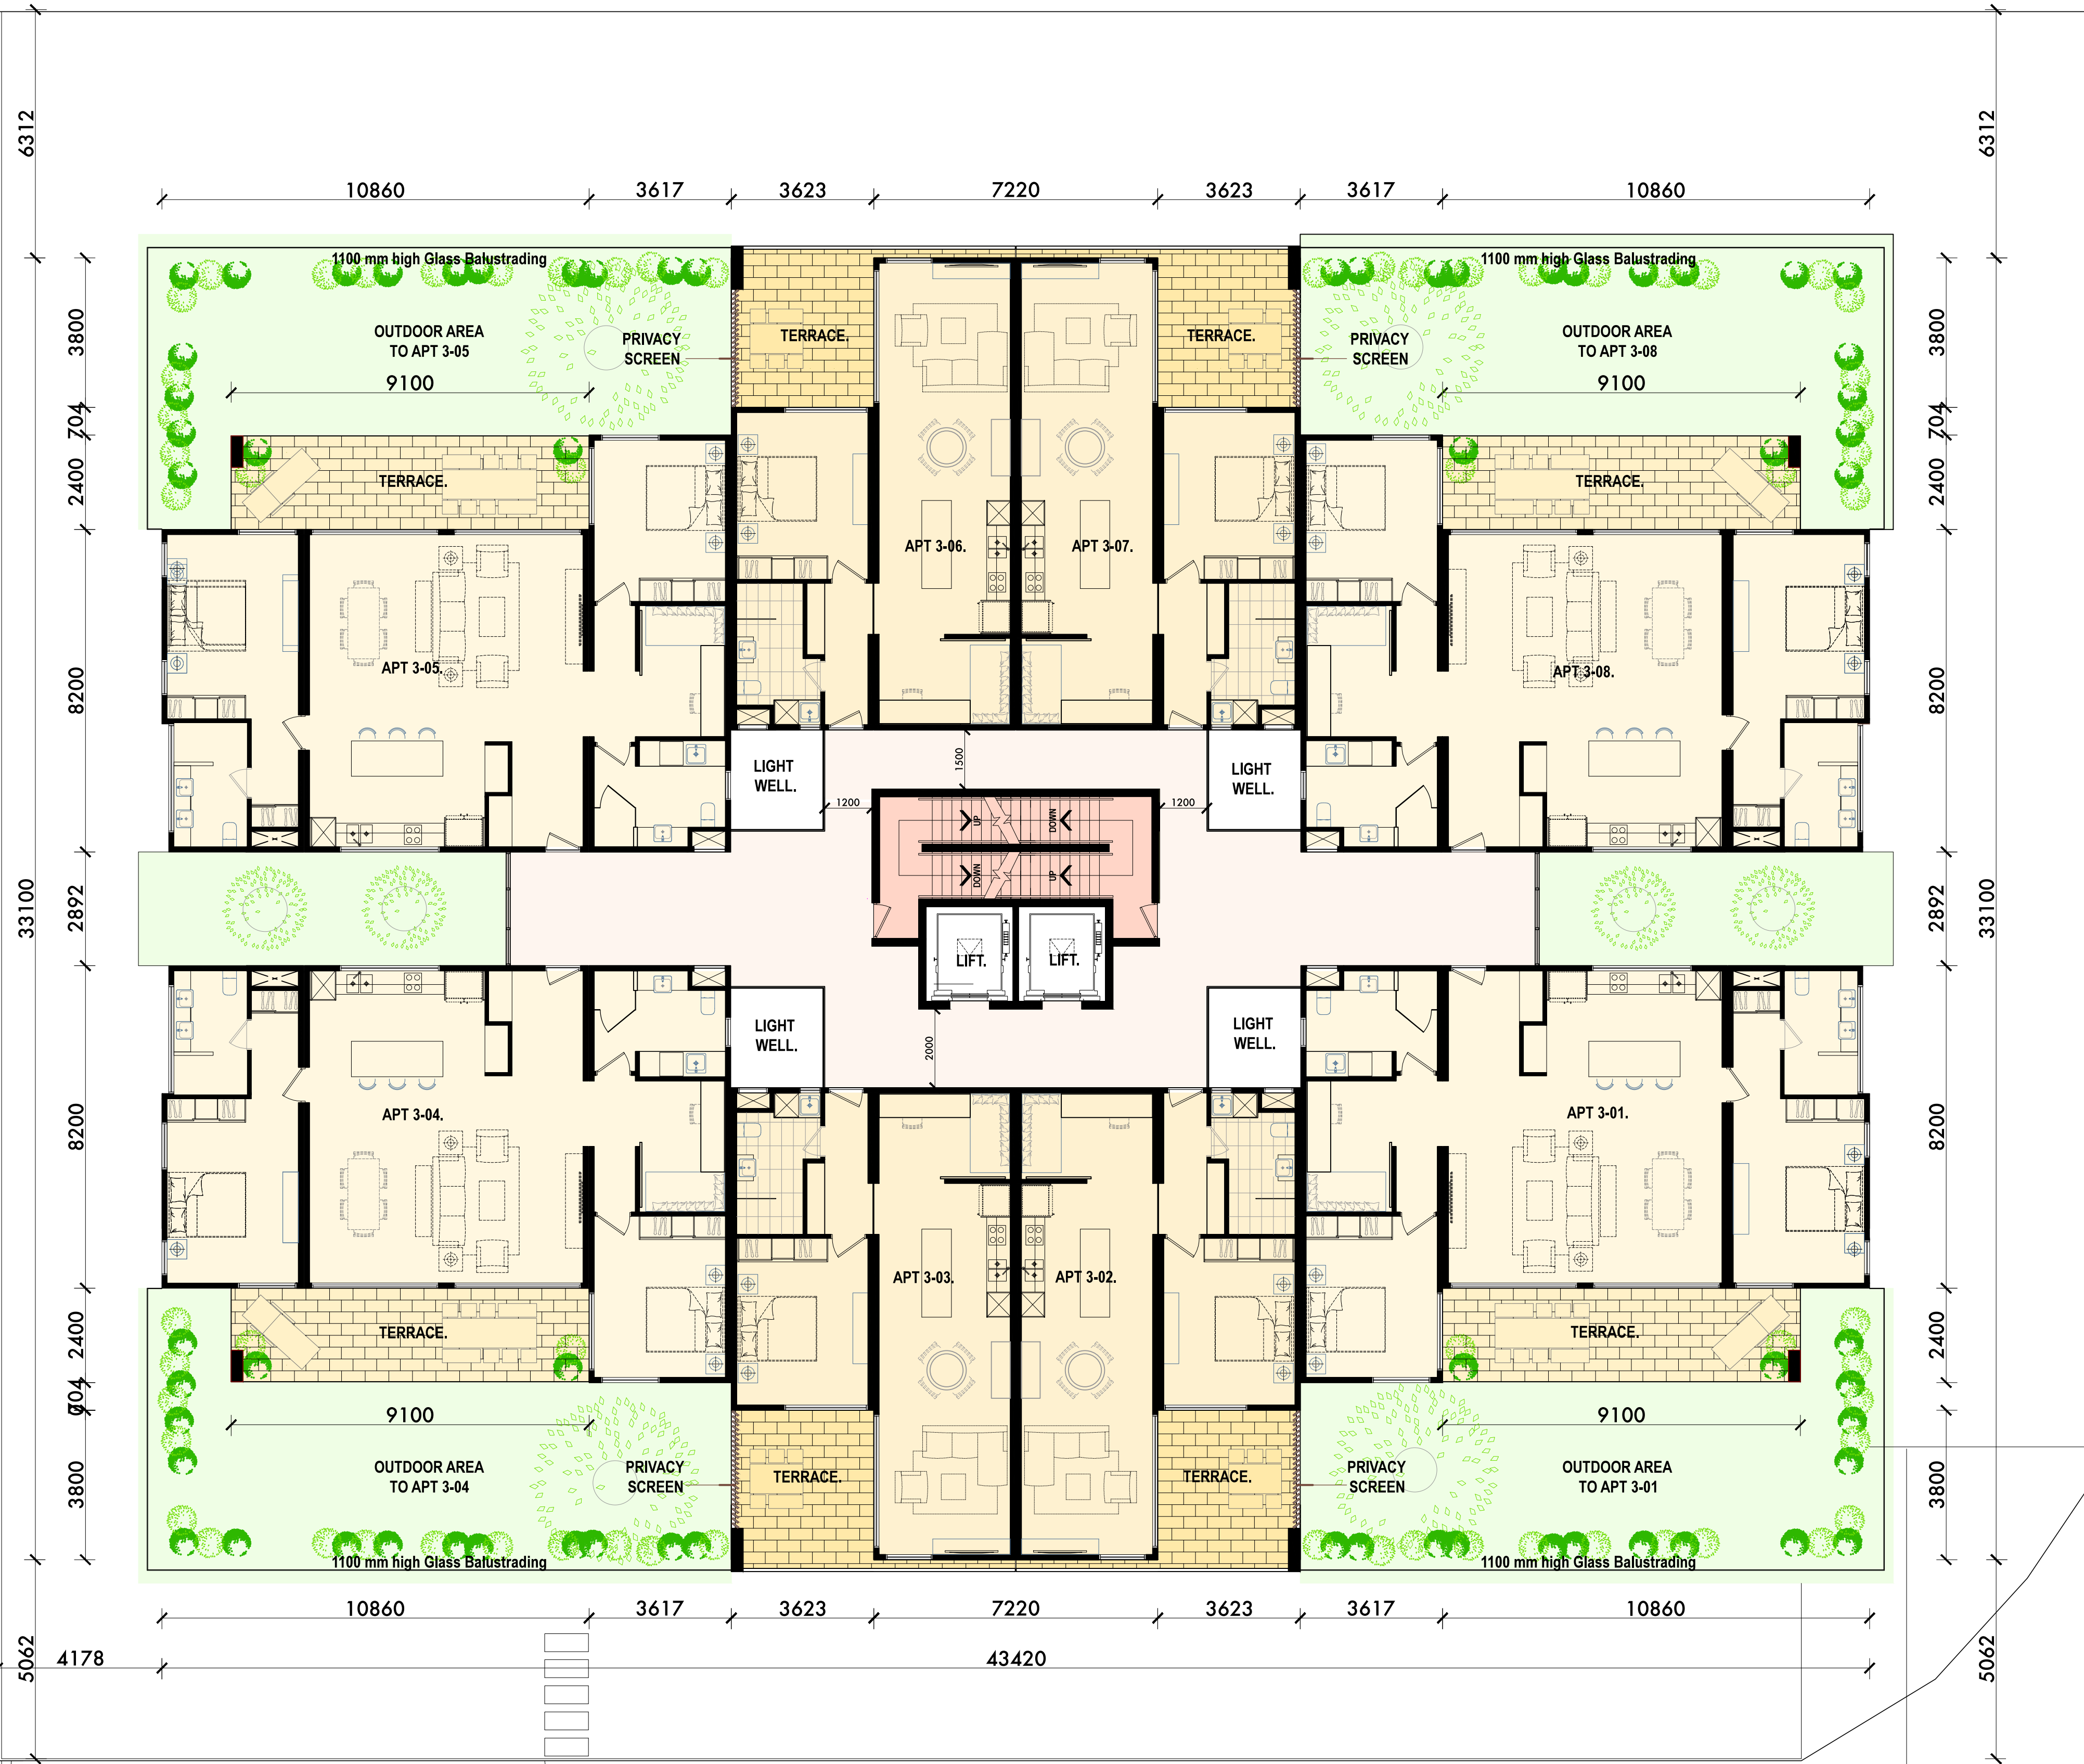 6312
6312
10860
3617
3623
7220
3623
3617
10860
1100 mm high Glass Balustrading
1100 mm high Glass Balustrading
3800
OUTDOOR AREA
TO APT 3-05
PRIVACY
SCREEN
TERRACE.
TERRACE.
PRIVACY
SCREEN
OUTDOOR AREA
TO APT 3-08
3800
9100
9100
704
704
2400
TERRACE.
TERRACE.
2400
APT 3-06.
APT 3-07.
8200
APT 3-05.
APT 3-08.
8200
LIGHT
WELL.
1500
LIGHT
WELL.
1200
1200
UP
DOWN
DOWN
UP
33100
2892
2892
33100
LIFT.
LIFT.
LIGHT
WELL.
2000
LIGHT
WELL.
8200
APT 3-04.
APT 3-01.
8200
APT 3-03.
APT 3-02.
2400
TERRACE.
TERRACE.
2400
704
9100
9100
3800
OUTDOOR AREA
TO APT 3-04
PRIVACY
SCREEN
TERRACE.
TERRACE.
PRIVACY
SCREEN
OUTDOOR AREA
TO APT 3-01
3800
1100 mm high Glass Balustrading
1100 mm high Glass Balustrading
10860
3617
3623
7220
3623
3617
10860
5062
4178
43420
5062